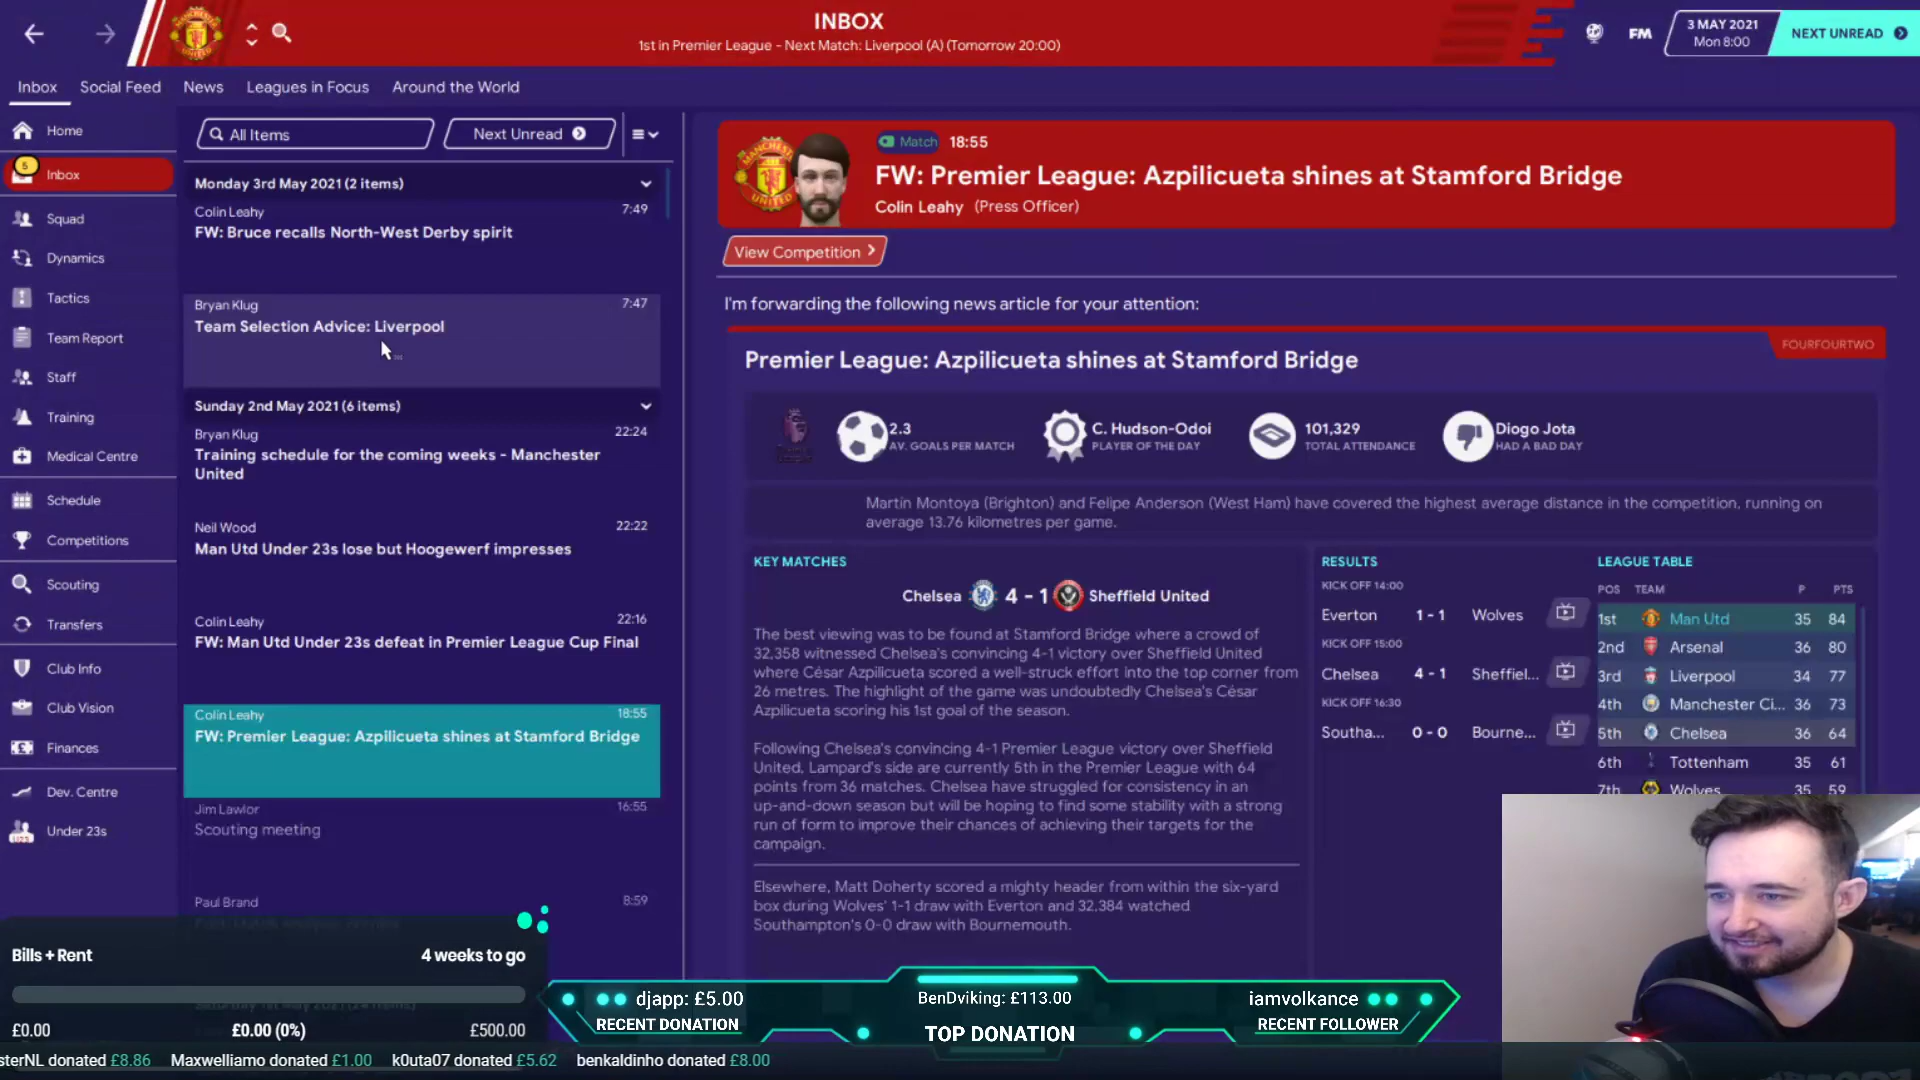 INBOX
1st in Premier League - Next Match: Liverpool (A) (Tomorrow 20:00)
FM
3 MAY 2021
Mon 8:00
NEXT UNREAD
Inbox
Social Feed
News
Leagues in Focus
Around the World
Home
5
Inbox
Squad
Dynamics
Tactics
Team Report
Staff
Training
Medical Centre
Schedule
Competitions
Scouting
Transfers
Club Info
Club Vision
Finances
Dev. Centre
Under 23s
All Items
Next Unread
Monday 3rd May 2021 (2 items)
Colin Leahy 7:49
FW: Bruce recalls North-West Derby spirit
Bryan Klug 7:47
Team Selection Advice: Liverpool
Sunday 2nd May 2021 (6 items)
Bryan Klug 22:24
Training schedule for the coming weeks - Manchester
United
Neil Wood 22:22
Man Utd Under 23s lose but Hoogewerf impresses
Colin Leahy 22:16
FW: Man Utd Under 23s defeat in Premier League Cup Final
Colin Leahy 18:55
FW: Premier League: Azpilicueta shines at Stamford Bridge
Jim Lawlor 16:55
Scouting meeting
Paul Brand 8:59
Match 18:55
FW: Premier League: Azpilicueta shines at Stamford Bridge
Colin Leahy (Press Officer)
View Competition
I'm forwarding the following news article for your attention:
FOURFOURTWO
Premier League: Azpilicueta shines at Stamford Bridge
2.3
AV. GOALS PER MATCH
C. Hudson-Odoi
PLAYER OF THE DAY
101,329
TOTAL ATTENDANCE
Diogo Jota
HAD A BAD DAY
Martín Montoya (Brighton) and Felipe Anderson (West Ham) have covered the highest average distance in the competition, running on
average 13.76 kilometres per game.
KEY MATCHES
Chelsea 4 - 1 Sheffield United
The best viewing was to be found at Stamford Bridge where a crowd of
32,358 witnessed Chelsea's convincing 4-1 victory over Sheffield United
where César Azpilicueta scored a well-struck effort into the top corner from
26 metres. The highlight of the game was undoubtedly Chelsea's César
Azpilicueta scoring his 1st goal of the season.
Following Chelsea's convincing 4-1 Premier League victory over Sheffield
United, Lampard's side are currently 5th in the Premier League with 64
points from 36 matches. Chelsea have struggled for consistency in an
up-and-down season but will be hoping to find some stability with a strong
run of form to improve their chances of achieving their targets for the
campaign.
Elsewhere, Matt Doherty scored a mighty header from within the six-yard
box during Wolves' 1-1 draw with Everton and 32,384 watched
Southampton's 0-0 draw with Bournemouth.
RESULTS
KICK OFF 14:00
Everton 1 - 1 Wolves
KICK OFF 15:00
Chelsea 4 - 1 Sheffiel...
KICK OFF 16:30
Southa... 0 - 0 Bourne...
LEAGUE TABLE
POS TEAM P PTS
1st Man Utd 35 84
2nd Arsenal 36 80
3rd Liverpool 34 77
4th Manchester Ci... 36 73
5th Chelsea 36 64
6th Tottenham 35 61
7th Wolves 35 59
Bills + Rent 4 weeks to go
£0.00 £0.00 (0%) £500.00
djapp: £5.00
RECENT DONATION
BenDviking: £113.00
TOP DONATION
iamvolkance
RECENT FOLLOWER
sterNL donated £8.86 Maxwelliamo donated £1.00 k0uta07 donated £5.62 benkaldinho donated £8.00